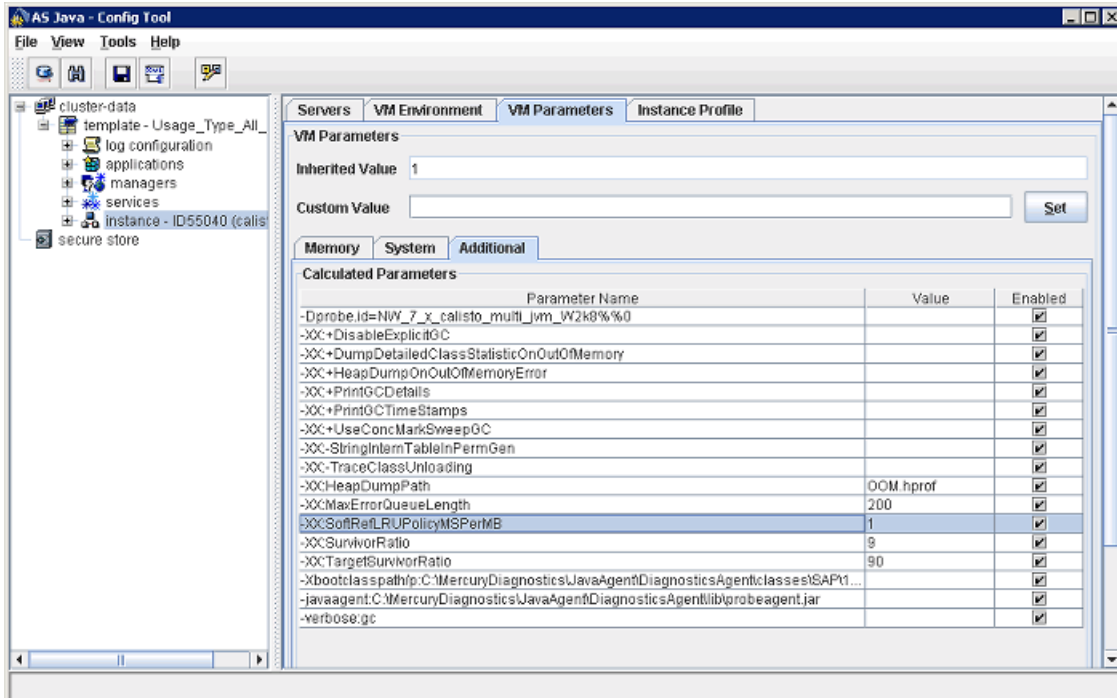 AS Java - Config Tool
File View Tools Help
cluster-data
template - Usage_Type_All_
log configuration
applications
managers
services
instance - ID55040 (calis
secure store
Servers VM Environment VM Parameters Instance Profile
VM Parameters
Inherited Value 1
Custom Value Set
Memory System Additional
Calculated Parameters
Parameter Name Value Enabled
-Dprobe.id=NW_7_x_calisto_multi_jvm_W2k8%%0
-XX:+DisableExplicitGC
-XX:+DumpDetailedClassStatisticOnOutOfMemory
-XX:+HeapDumpOnOutOfMemoryError
-XX:+PrintGCDetails
-XX:+PrintGCTimeStamps
-XX:+UseConcMarkSweepGC
-XX:-StringInternTableInPermGen
-XX:-TraceClassUnloading
-XX:HeapDumpPath OOM.hprof
-XX:MaxErrorQueueLength 200
-XX:SoftRefLRUPolicyMSPerMB 1
-XX:SurvivorRatio 9
-XX:TargetSurvivorRatio 90
-Xbootclasspath/p:C:\MercuryDiagnostics\JavaAgent\DiagnosticsAgent\classes\SAP\1...
-javaagent:C:\MercuryDiagnostics\JavaAgent\DiagnosticsAgent\lib\probeagent.jar
-verbose:gc